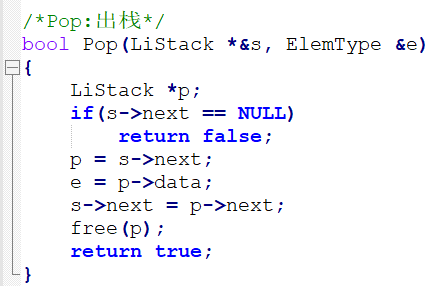 /*Pop:出栈*/
bool Pop(LiStack *&s, ElemType &e)
{
    LiStack *p;
    if(s->next == NULL)
        return false;
    p = s->next;
    e = p->data;
    s->next = p->next;
    free(p);
    return true;
}